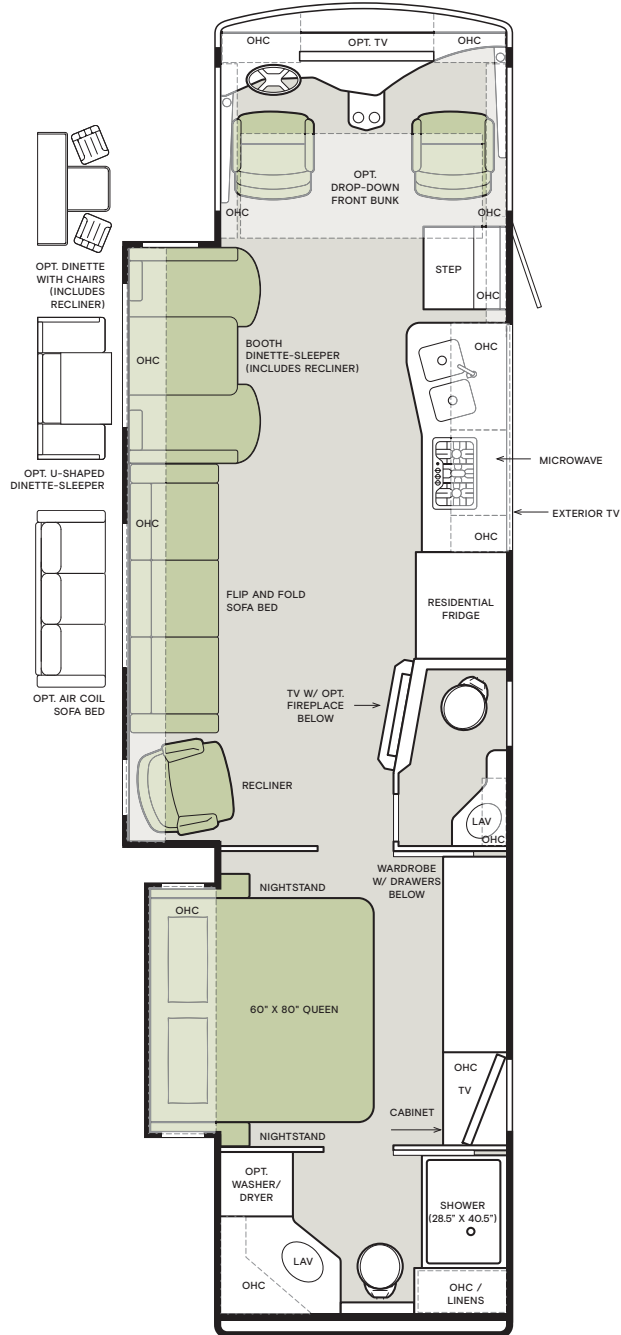 OHC
OPT. TV
OHC
OPT.
DROP-DOWN
FRONT BUNK
OHC
OHC
OPT. DINETTE
WITH CHAIRS
(INCLUDES
RECLINER)
STEP
OHC
BOOTH
DINETTE-SLEEPER
(INCLUDES RECLINER)
OHC
OHC
OPT. U-SHAPED
DINETTE-SLEEPER
MICROWAVE
EXTERIOR TV
OHC
OHC
FLIP AND FOLD
SOFA BED
RESIDENTIAL
FRIDGE
OPT. AIR COIL
SOFA BED
TV W/ OPT.
FIREPLACE
BELOW
RECLINER
LAV
OHC
WARDROBE
W/ DRAWERS
BELOW
NIGHTSTAND
OHC
60" X 80" QUEEN
OHC
TV
CABINET
NIGHTSTAND
OPT.
WASHER/
DRYER
SHOWER
(28.5" X 40.5")
LAV
OHC
OHC /
LINENS